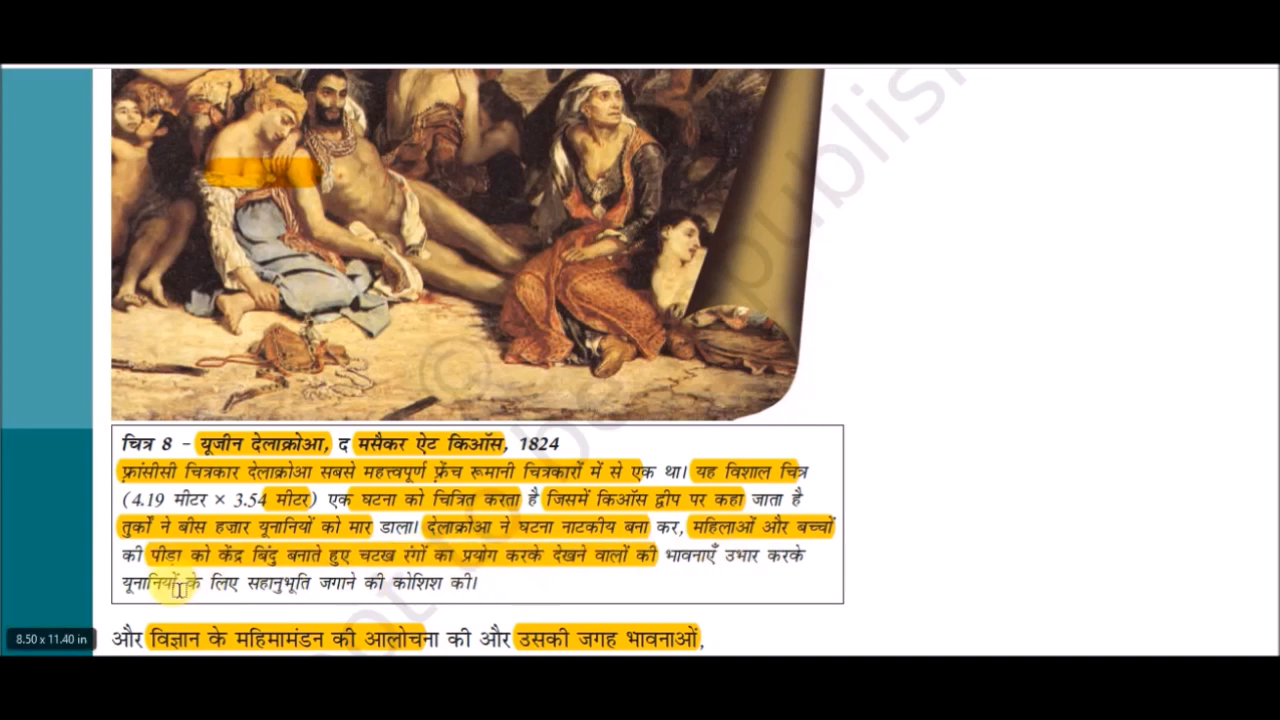 चित्र 8 – यूजीन देलाक्रोआ, द मसैकर ऐट किऑस, 1824
फ़्रांसीसी चित्रकार देलाक्रोआ सबसे महत्त्वपूर्ण फ़्रेंच रूमानी चित्रकारों में से एक था। यह विशाल चित्र
(4.19 मीटर × 3.54 मीटर) एक घटना को चित्रित करता है जिसमें किऑस द्वीप पर कहा जाता है
तुर्कों ने बीस हज़ार यूनानियों को मार डाला। देलाक्रोआ ने घटना नाटकीय बना कर, महिलाओं और बच्चों
की पीड़ा को केंद्र बिंदु बनाते हुए चटख रंगों का प्रयोग करके देखने वालों की भावनाएँ उभार करके
यूनानियों के लिए सहानुभूति जगाने की कोशिश की।
8.50 x 11.40 in
और विज्ञान के महिमामंडन की आलोचना की और उसकी जगह भावनाओं,